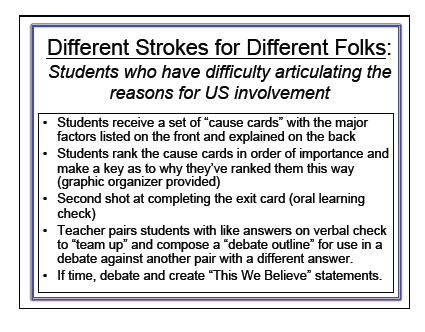 Different Strokes for Different Folks:
Students who have difficulty articulating the
reasons for US involvement
• Students receive a set of “cause cards” with the major
factors listed on the front and explained on the back
• Students rank the cause cards in order of importance and
make a key as to why they’ve ranked them this way
(graphic organizer provided)
• Second shot at completing the exit card (oral learning
check)
• Teacher pairs students with like answers on verbal check
to “team up” and compose a “debate outline” for use in a
debate against another pair with a different answer.
• If time, debate and create “This We Believe” statements.